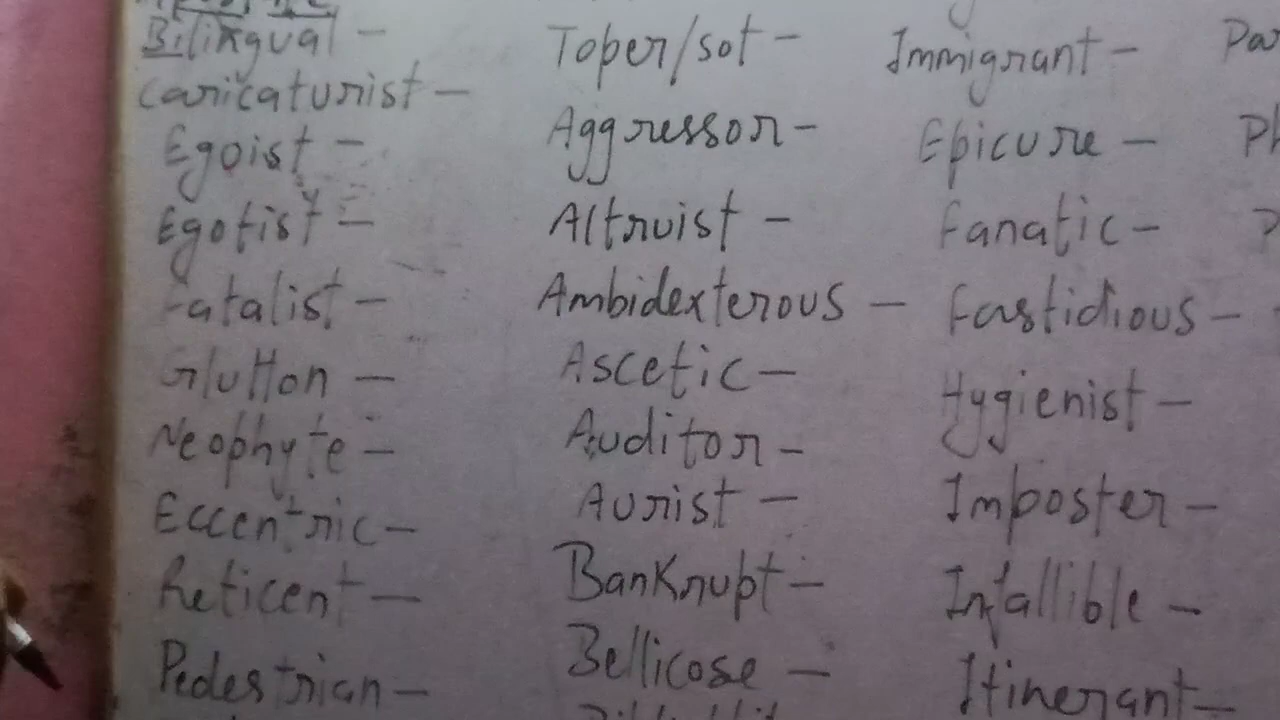 Bilingual -
Caricaturist -
Egoist -
Egotist -
Fatalist -
Glutton -
Neophyte -
Eccentric -
Reticent -
Pedestrian -
Toper/sot -
Aggressor -
Altruist -
Ambidexterous -
Ascetic -
Auditor -
Aurist -
Bankrupt -
Bellicose -
Immigrant -
Epicure -
Fanatic -
Fastidious -
Hygienist -
Imposter -
Infallible -
Itinerant -